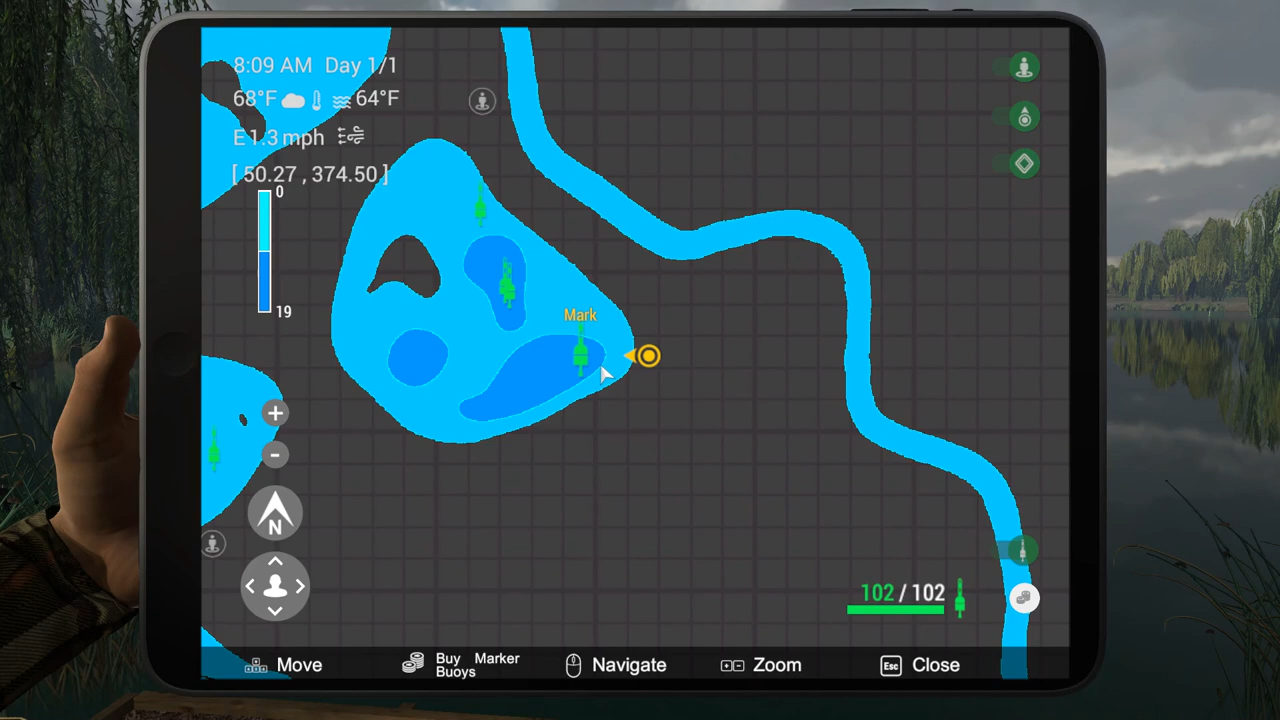 8:09 AM Day 1/1
68°F 64°F
E 1.3 mph
[ 50.27 , 374.50 ]
0
19
Mark
+
-
N
102 / 102
Move
Buy Marker
Buoys
Navigate
Zoom
Esc Close